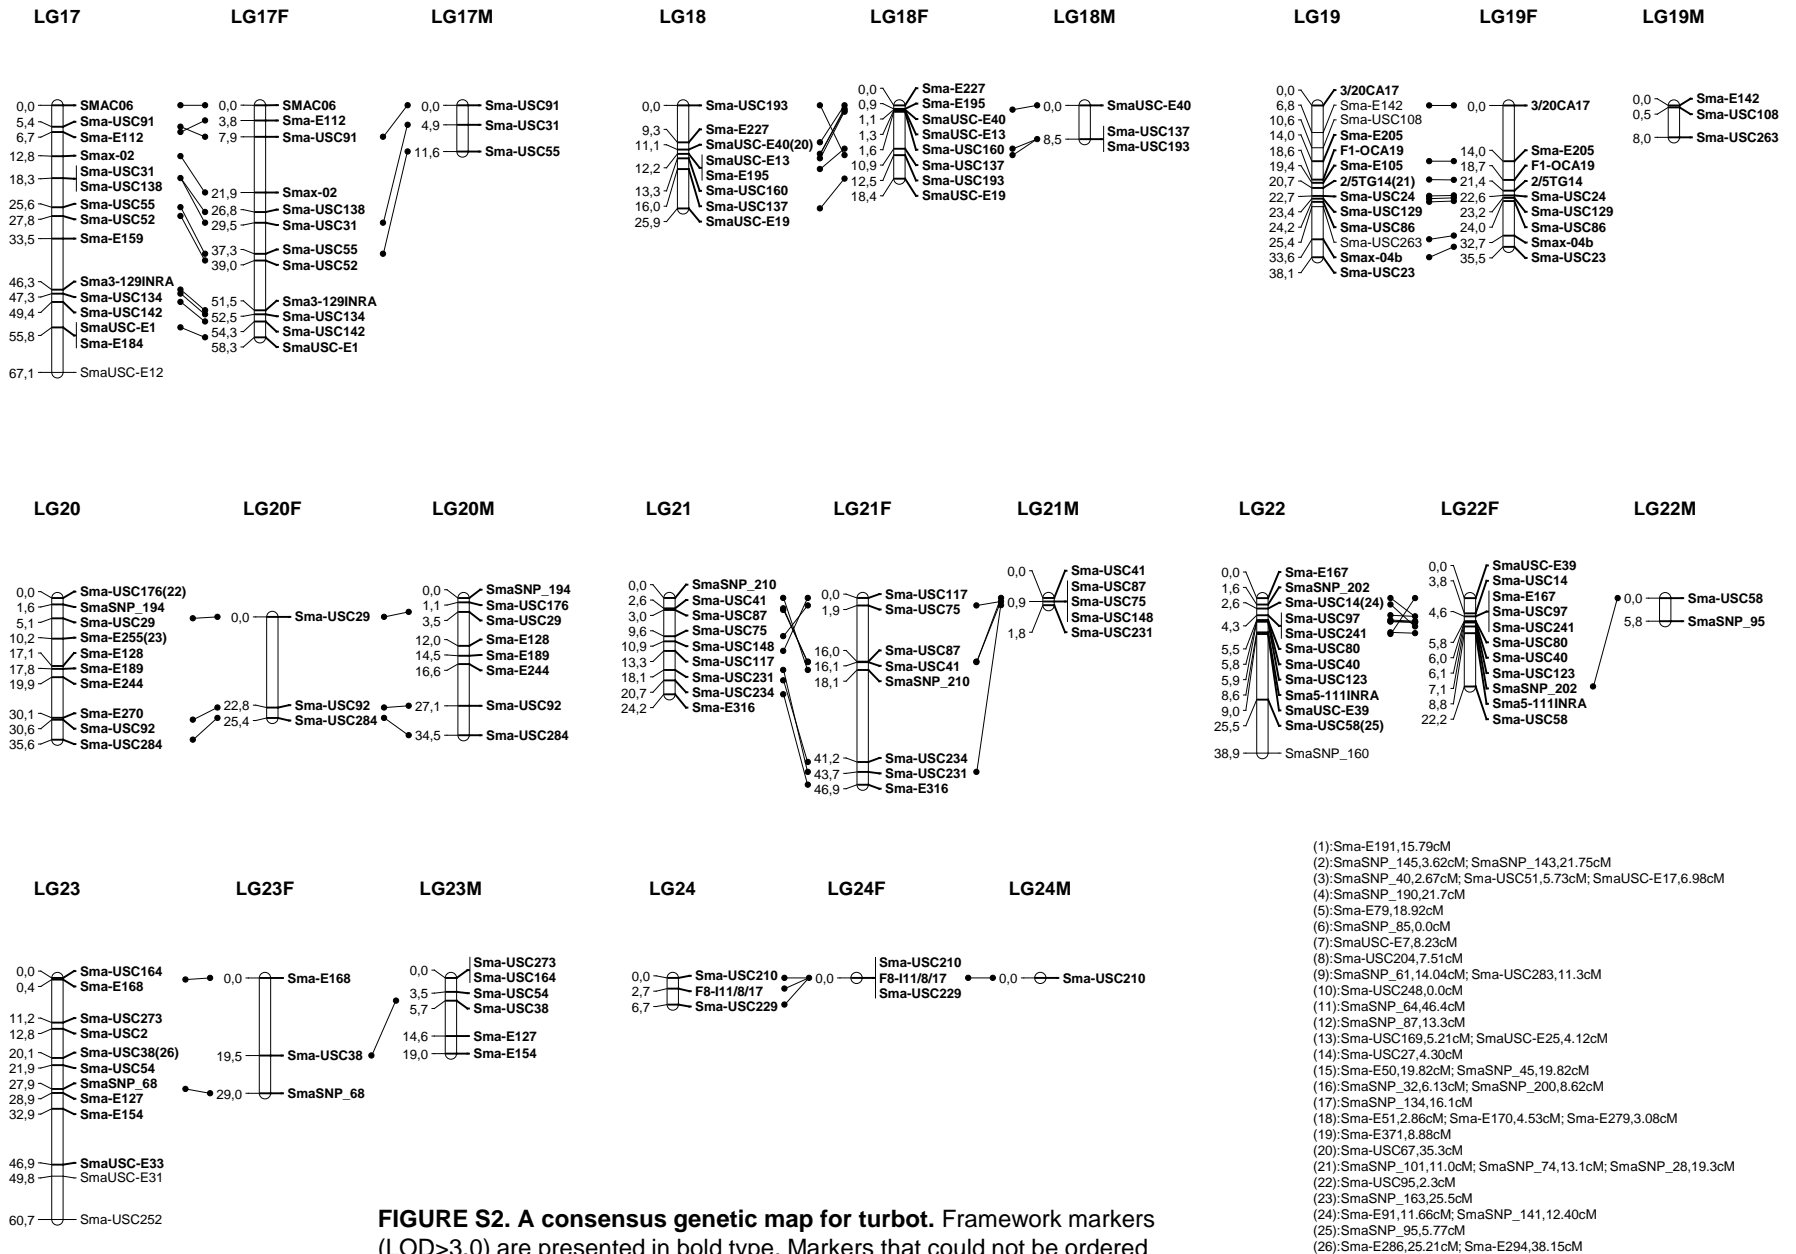 LG17 LG17F LG17M LG18 LG18F LG18M LG19 LG19F LG19M
0,0 SMAC06
5,4 Sma-USC91
6,7 Sma-E112
12,8 Smax-02
18,3 Sma-USC31
Sma-USC138
25,6 Sma-USC55
27,8 Sma-USC52
33,5 Sma-E159
46,3 Sma3-129INRA
47,3 Sma-USC134
49,4 Sma-USC142
55,8 SmaUSC-E1
Sma-E184
67,1 SmaUSC-E12
0,0 SMAC06
3,8 Sma-E112
7,9 Sma-USC91
21,9 Smax-02
26,8 Sma-USC138
29,5 Sma-USC31
37,3 Sma-USC55
39,0 Sma-USC52
51,5 Sma3-129INRA
52,5 Sma-USC134
54,3 Sma-USC142
58,3 SmaUSC-E1
0,0 Sma-USC91
4,9 Sma-USC31
11,6 Sma-USC55
0,0 Sma-USC193
9,3 Sma-E227
11,1 SmaUSC-E40(20)
12,2 SmaUSC-E13
Sma-E195
13,3 Sma-USC160
16,0 Sma-USC137
25,9 SmaUSC-E19
0,0 Sma-E227
0,9 Sma-E195
1,1 SmaUSC-E40
1,3 SmaUSC-E13
1,6 Sma-USC160
10,9 Sma-USC137
12,5 Sma-USC193
18,4 SmaUSC-E19
0,0 SmaUSC-E40
8,5 Sma-USC137
Sma-USC193
0,0 3/20CA17
6,8 Sma-E142
10,6 Sma-USC108
14,0 Sma-E205
18,6 F1-OCA19
19,4 Sma-E105
20,7 2/5TG14(21)
22,7 Sma-USC24
23,4 Sma-USC129
24,2 Sma-USC86
25,4 Sma-USC263
33,6 Smax-04b
38,1 Sma-USC23
0,0 3/20CA17
14,0 Sma-E205
18,7 F1-OCA19
21,4 2/5TG14
22,6 Sma-USC24
23,2 Sma-USC129
24,0 Sma-USC86
32,7 Smax-04b
35,5 Sma-USC23
0,0 Sma-E142
0,5 Sma-USC108
8,0 Sma-USC263
LG20 LG20F LG20M LG21 LG21F LG21M LG22 LG22F LG22M
0,0 Sma-USC176(22)
1,6 SmaSNP_194
5,1 Sma-USC29
10,2 Sma-E255(23)
17,1 Sma-E128
17,8 Sma-E189
19,9 Sma-E244
30,1 Sma-E270
30,6 Sma-USC92
35,6 Sma-USC284
0,0 Sma-USC29
22,8 Sma-USC92
25,4 Sma-USC284
0,0 SmaSNP_194
1,1 Sma-USC176
3,5 Sma-USC29
12,0 Sma-E128
14,5 Sma-E189
16,6 Sma-E244
27,1 Sma-USC92
34,5 Sma-USC284
0,0 SmaSNP_210
2,6 Sma-USC41
3,0 Sma-USC87
9,6 Sma-USC75
10,9 Sma-USC148
13,3 Sma-USC117
18,1 Sma-USC231
20,7 Sma-USC234
24,2 Sma-E316
0,0 Sma-USC117
1,9 Sma-USC75
16,0 Sma-USC87
16,1 Sma-USC41
18,1 SmaSNP_210
41,2 Sma-USC234
43,7 Sma-USC231
46,9 Sma-E316
0,0 Sma-USC41
Sma-USC87
0,9 Sma-USC75
Sma-USC148
1,8 Sma-USC231
0,0 Sma-E167
1,6 SmaSNP_202
2,6 Sma-USC14(24)
4,3 Sma-USC97
Sma-USC241
5,5 Sma-USC80
5,8 Sma-USC40
5,9 Sma-USC123
8,6 Sma5-111INRA
9,0 SmaUSC-E39
25,5 Sma-USC58(25)
38,9 SmaSNP_160
0,0 SmaUSC-E39
3,8 Sma-USC14
Sma-E167
4,6 Sma-USC97
Sma-USC241
5,8 Sma-USC80
6,0 Sma-USC40
6,1 Sma-USC123
7,1 SmaSNP_202
8,8 Sma5-111INRA
22,2 Sma-USC58
0,0 Sma-USC58
5,8 SmaSNP_95
LG23 LG23F LG23M LG24 LG24F LG24M
0,0 Sma-USC164
0,4 Sma-E168
11,2 Sma-USC273
12,8 Sma-USC2
20,1 Sma-USC38(26)
21,9 Sma-USC54
27,9 SmaSNP_68
28,9 Sma-E127
32,9 Sma-E154
46,9 SmaUSC-E33
49,8 SmaUSC-E31
60,7 Sma-USC252
0,0 Sma-E168
19,5 Sma-USC38
29,0 SmaSNP_68
0,0 Sma-USC273
Sma-USC164
3,5 Sma-USC54
5,7 Sma-USC38
14,6 Sma-E127
19,0 Sma-E154
0,0 Sma-USC210
2,7 F8-I11/8/17
6,7 Sma-USC229
Sma-USC210
0,0 F8-I11/8/17
Sma-USC229
0,0 Sma-USC210
(1):Sma-E191,15.79cM
(2):SmaSNP_145,3.62cM; SmaSNP_143,21.75cM
(3):SmaSNP_40,2.67cM; Sma-USC51,5.73cM; SmaUSC-E17,6.98cM
(4):SmaSNP_190,21.7cM
(5):Sma-E79,18.92cM
(6):SmaSNP_85,0.0cM
(7):SmaUSC-E7,8.23cM
(8):Sma-USC204,7.51cM
(9):SmaSNP_61,14.04cM; Sma-USC283,11.3cM
(10):Sma-USC248,0.0cM
(11):SmaSNP_64,46.4cM
(12):SmaSNP_87,13.3cM
(13):Sma-USC169,5.21cM; SmaUSC-E25,4.12cM
(14):Sma-USC27,4.30cM
(15):Sma-E50,19.82cM; SmaSNP_45,19.82cM
(16):SmaSNP_32,6.13cM; SmaSNP_200,8.62cM
(17):SmaSNP_134,16.1cM
(18):Sma-E51,2.86cM; Sma-E170,4.53cM; Sma-E279,3.08cM
(19):Sma-E371,8.88cM
(20):Sma-USC67,35.3cM
(21):SmaSNP_101,11.0cM; SmaSNP_74,13.1cM; SmaSNP_28,19.3cM
(22):Sma-USC95,2.3cM
(23):SmaSNP_163,25.5cM
(24):Sma-E91,11.66cM; SmaSNP_141,12.40cM
(25):SmaSNP_95,5.77cM
(26):Sma-E286,25.21cM; Sma-E294,38.15cM
FIGURE S2. A consensus genetic map for turbot. Framework markers
(LOD>3.0) are presented in bold type. Markers that could not be ordered